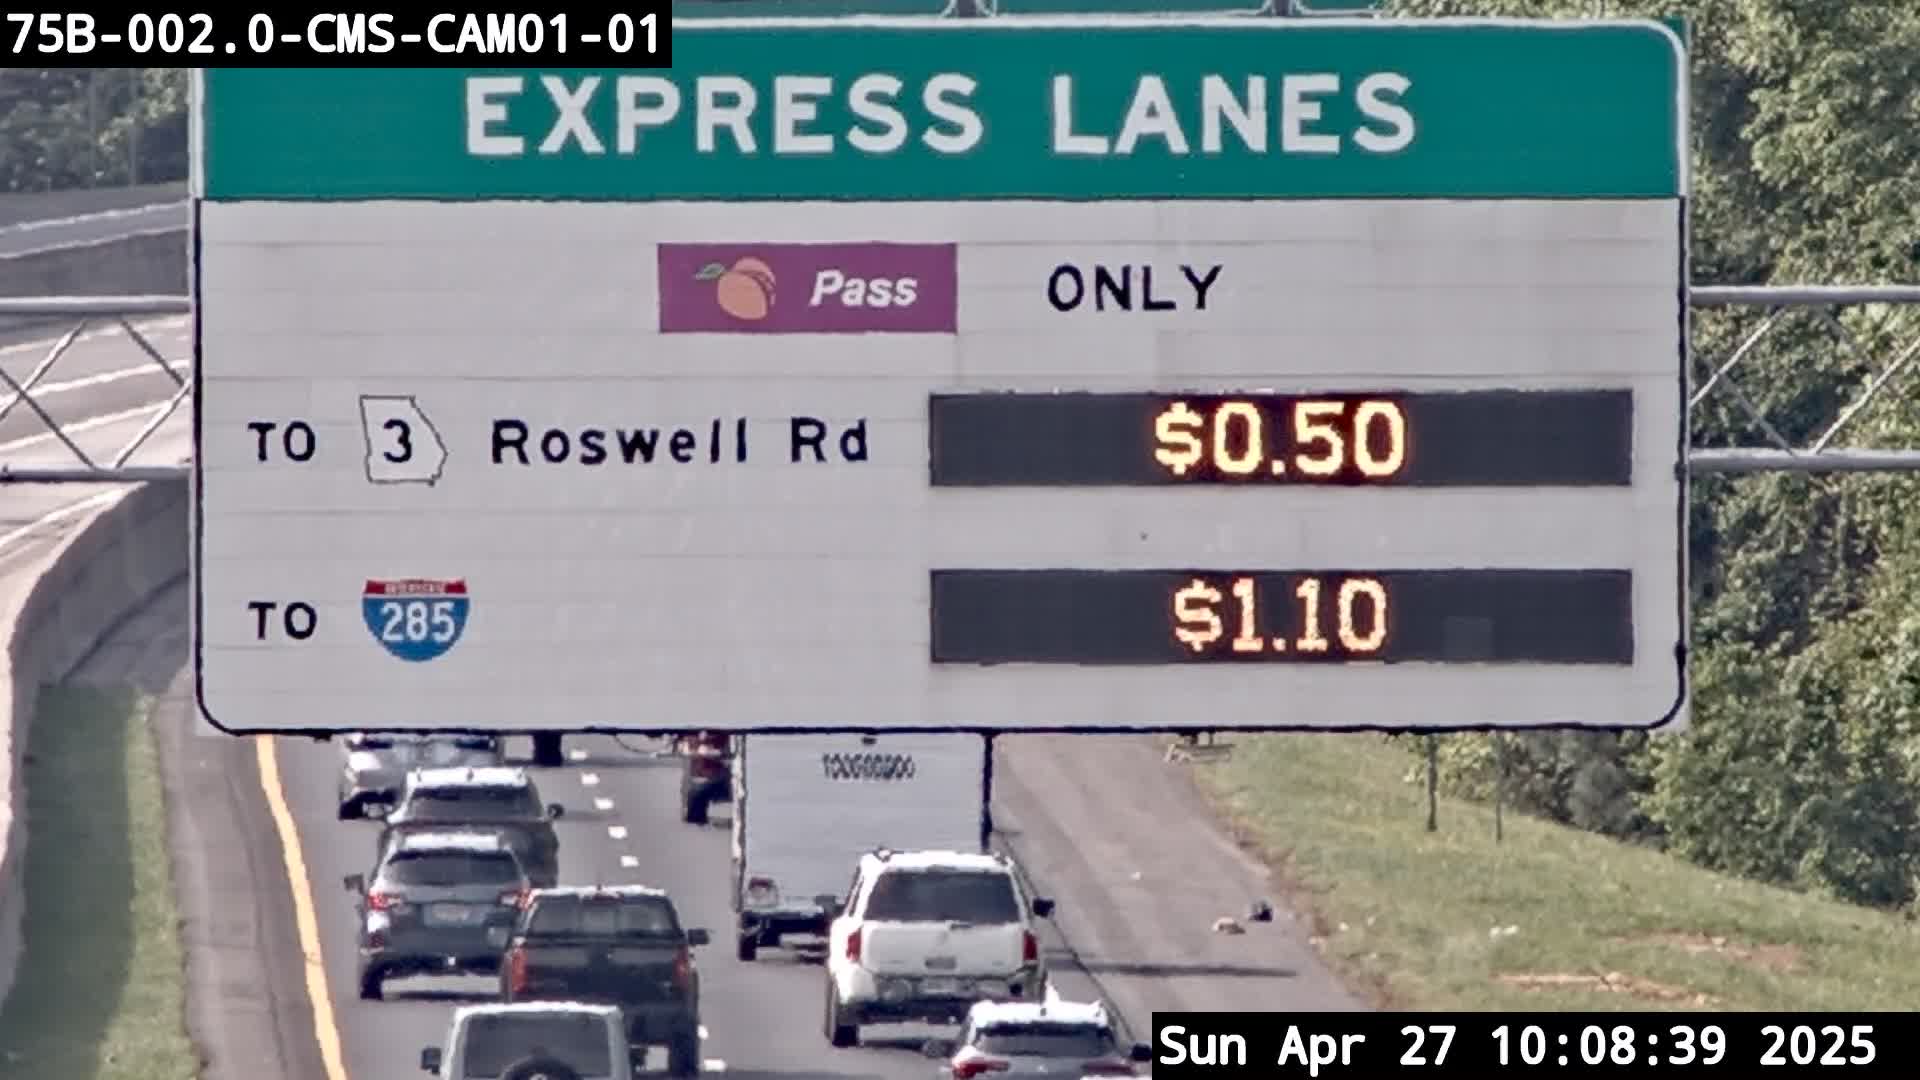 75B-002.0-CMS-CAM01-01
EXPRESS LANES
Pass ONLY
TO 3 Roswell Rd $0.50
TO 285 $1.10
Sun Apr 27 10:08:39 2025